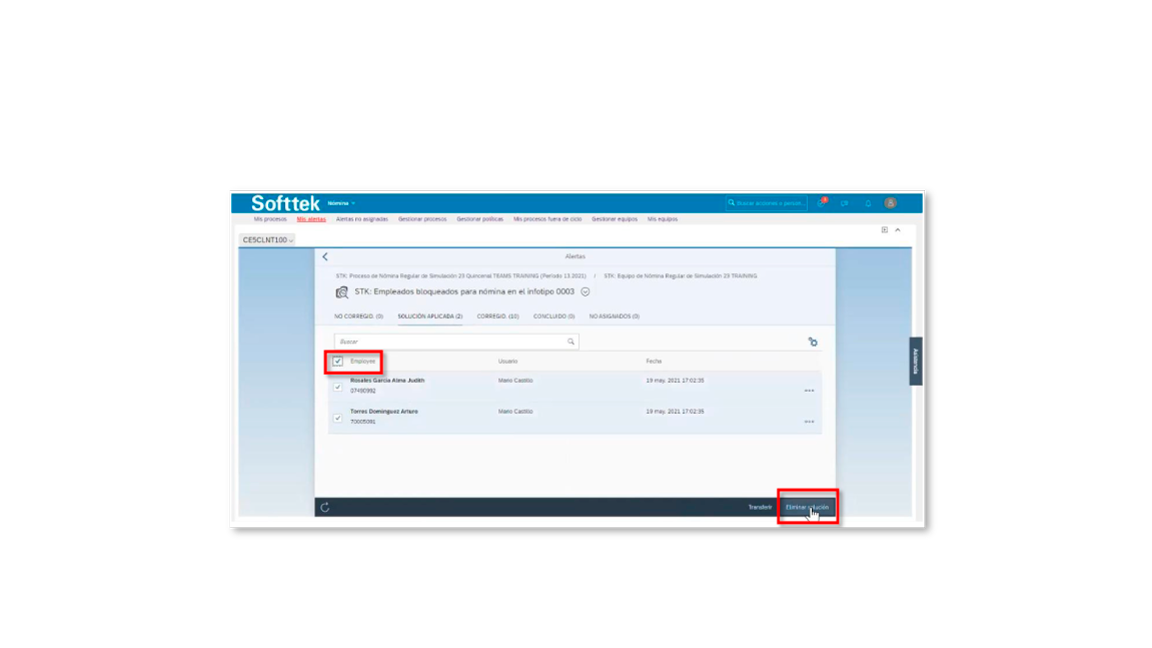 Softtek Nómina
Buscar acciones o person...
Mis procesos Mis alertas Alertas no asignadas Gestionar procesos Gestionar políticas Mis procesos fuera de ciclo Gestionar equipos Mis equipos
CE5CLNT100
Alertas
STK: Proceso de Nómina Regular de Simulación 23 Quincenal TEAMS TRAINING (Periodo 13.2021) | STK: Equipo de Nómina Regular de Simulación 23 TRAINING
STK: Empleados bloqueados para nómina en el infotipo 0003
NO CORREGID. (0) SOLUCIÓN APLICADA (2) CORREGID. (10) CONCLUIDO (0) NO ASIGNADOS (0)
Buscar
Employee Usuario Fecha
Rosales Garcia Alma Judith Mario Castillo 19 may. 2021 17:02:35
Torres Dominguez Arturo Mario Castillo 19 may. 2021 17:02:35
Transferir Eliminar solución